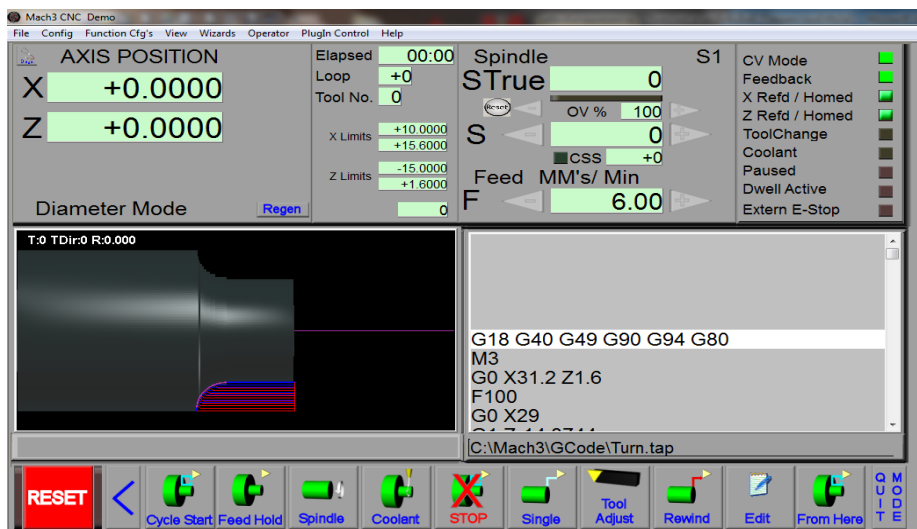 Mach3 CNC Demo
File Config Function Cfg's View Wizards Operator PlugIn Control Help
AXIS POSITION
X +0.0000
Z +0.0000
Diameter Mode Regen
Elapsed 00:00
Loop +0
Tool No. 0
X Limits +10.0000
+15.6000
Z Limits -15.0000
+1.6000
0
Spindle S1
STrue 0
Reset OV % 100
S 0
CSS +0
Feed MM's/ Min
F 6.00
CV Mode
Feedback
X Refd / Homed
Z Refd / Homed
ToolChange
Coolant
Paused
Dwell Active
Extern E-Stop
T:0 TDir:0 R:0.000
G18 G40 G49 G90 G94 G80
M3
G0 X31.2 Z1.6
F100
G0 X29
C:\Mach3\GCode\Turn.tap
RESET
Cycle Start
Feed Hold
Spindle
Coolant
STOP
Single
Tool
Adjust
Rewind
Edit
From Here
QUIT
MODE